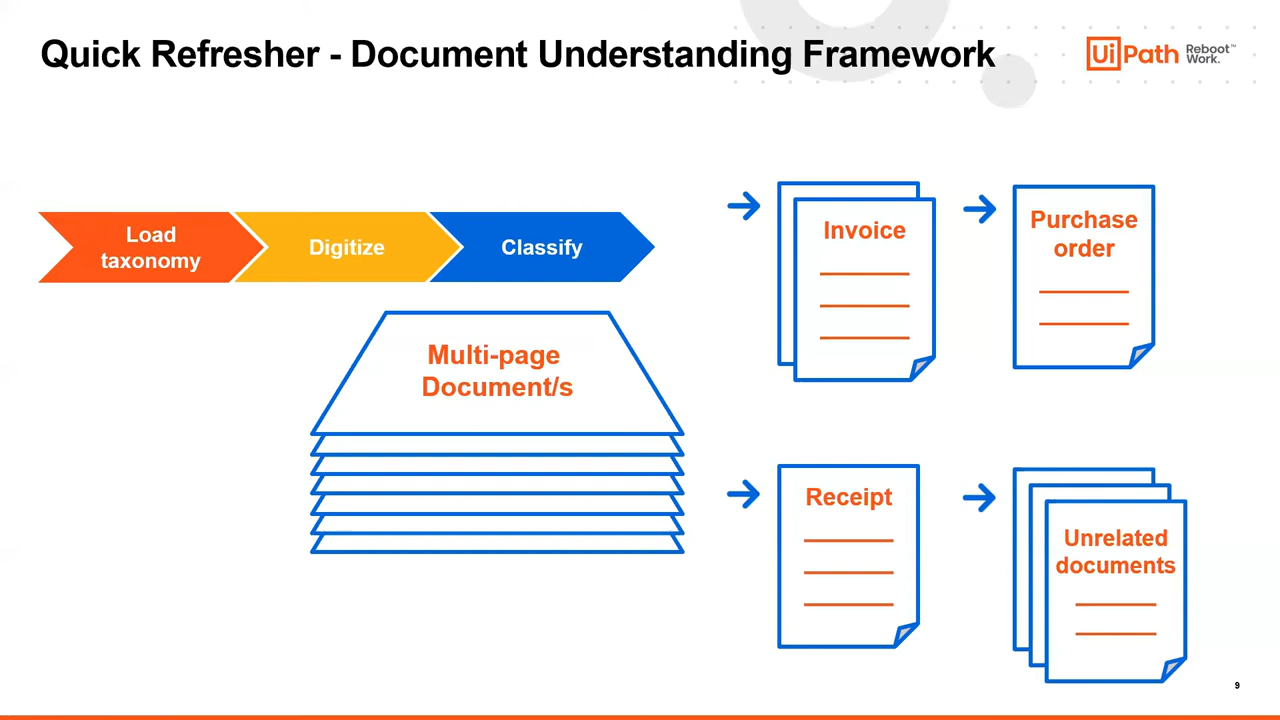 Quick Refresher - Document Understanding Framework
UiPath Reboot™
Work.
Load
taxonomy
Digitize
Classify
Multi-page
Document/s
Invoice
Purchase
order
Receipt
Unrelated
documents
9